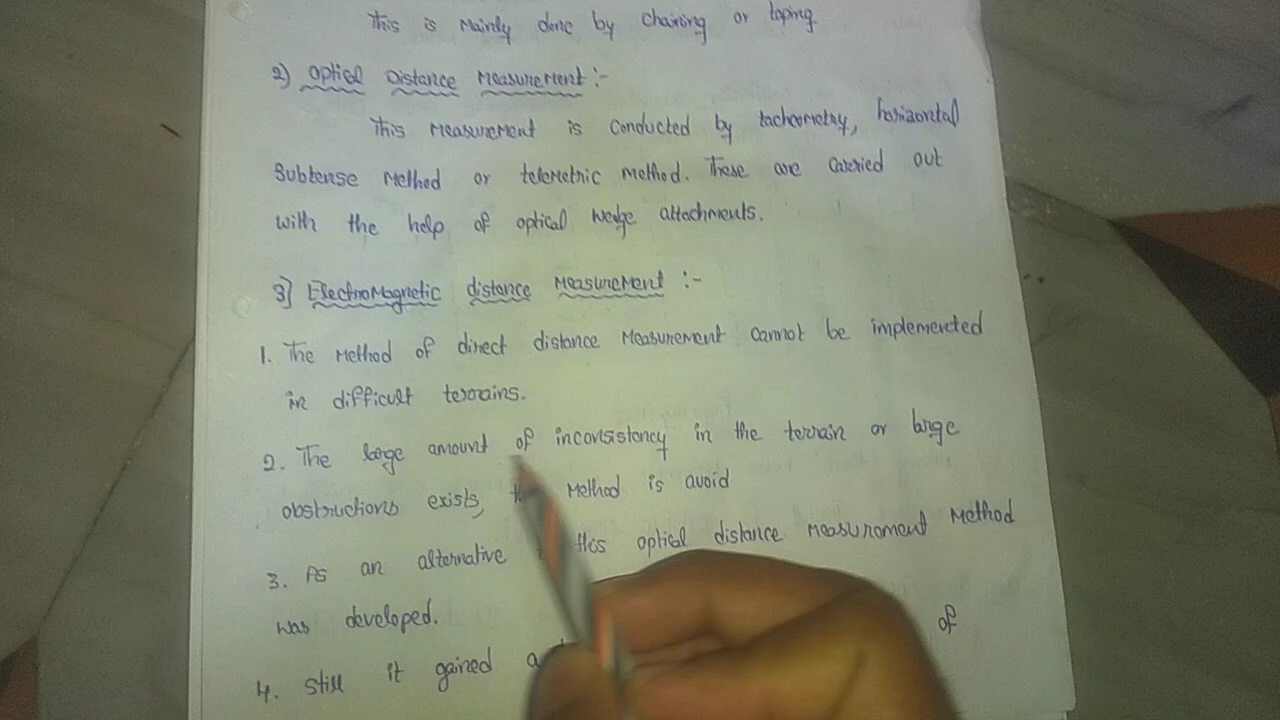 This is mainly done by chaining or taping
2) Optical Distance Measurement :-
This measurement is conducted by tacheometry, horizontal
Subtense method or telemetric method. These are carried out
with the help of optical wedge attachments.
3) Electromagnetic distance measurement :-
1. The method of direct distance measurement cannot be implemented
in difficult terrains.
2. The large amount of inconsistency in the terrain or large
obstructions exists, method is avoid
3. As an alternative this optical distance measurement method
was developed.
4. Still it gained of